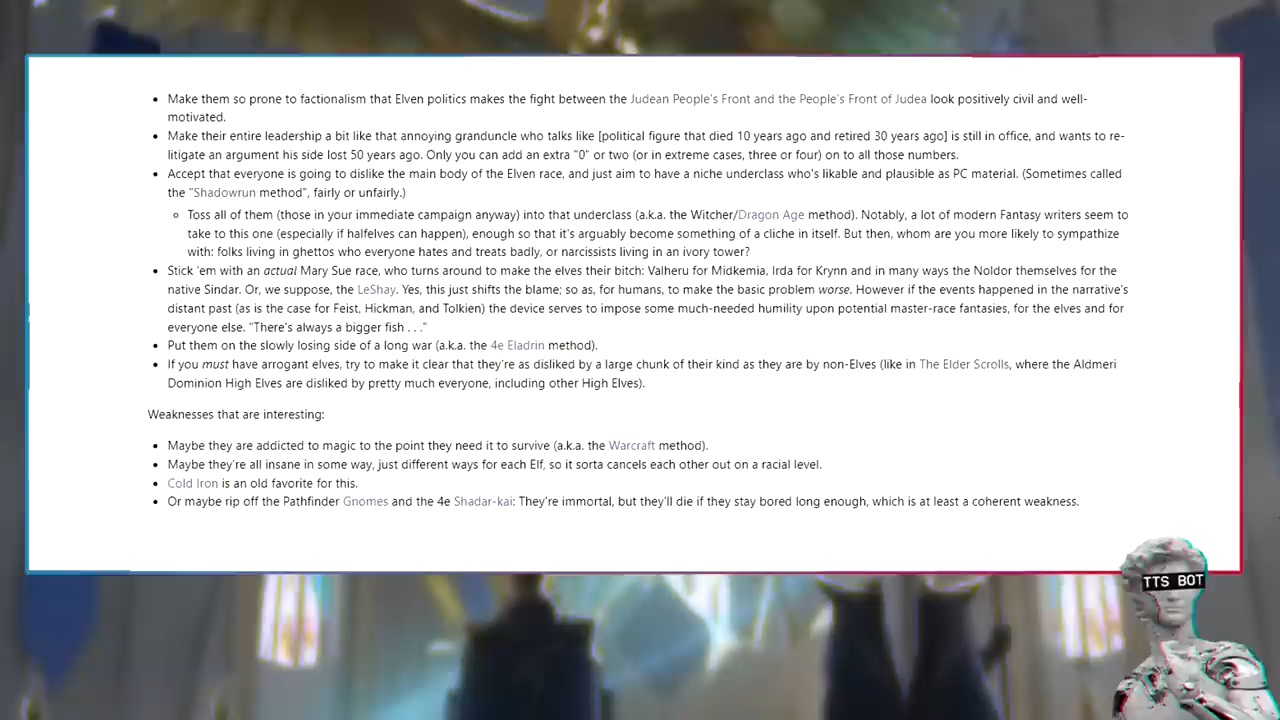 • Make them so prone to factionalism that Elven politics makes the fight between the Judean People's Front and the People's Front of Judea look positively civil and well-
motivated.
• Make their entire leadership a bit like that annoying granduncle who talks like [political figure that died 10 years ago and retired 30 years ago] is still in office, and wants to re-
litigate an argument his side lost 50 years ago. Only you can add an extra "0" or two (or in extreme cases, three or four) on to all those numbers.
• Accept that everyone is going to dislike the main body of the Elven race, and just aim to have a niche underclass who's likable and plausible as PC material. (Sometimes called
the "Shadowrun method", fairly or unfairly.)
◦ Toss all of them (those in your immediate campaign anyway) into that underclass (a.k.a. the Witcher/Dragon Age method). Notably, a lot of modern Fantasy writers seem to
take to this one (especially if halfelves can happen), enough so that it's arguably become something of a cliche in itself. But then, whom are you more likely to sympathize
with: folks living in ghettos who everyone hates and treats badly, or narcissists living in an ivory tower?
• Stick 'em with an actual Mary Sue race, who turns around to make the elves their bitch: Valheru for Midkemia, Irda for Krynn and in many ways the Noldor themselves for the
native Sindar. Or, we suppose, the LeShay. Yes, this just shifts the blame; so as, for humans, to make the basic problem worse. However if the events happened in the narrative's
distant past (as is the case for Feist, Hickman, and Tolkien) the device serves to impose some much-needed humility upon potential master-race fantasies, for the elves and for
everyone else. "There's always a bigger fish . . ."
• Put them on the slowly losing side of a long war (a.k.a. the 4e Eladrin method).
• If you must have arrogant elves, try to make it clear that they're as disliked by a large chunk of their kind as they are by non-Elves (like in The Elder Scrolls, where the Aldmeri
Dominion High Elves are disliked by pretty much everyone, including other High Elves).
Weaknesses that are interesting:
• Maybe they are addicted to magic to the point they need it to survive (a.k.a. the Warcraft method).
• Maybe they're all insane in some way, just different ways for each Elf, so it sorta cancels each other out on a racial level.
• Cold Iron is an old favorite for this.
• Or maybe rip off the Pathfinder Gnomes and the 4e Shadar-kai: They're immortal, but they'll die if they stay bored long enough, which is at least a coherent weakness.
TTS BOT